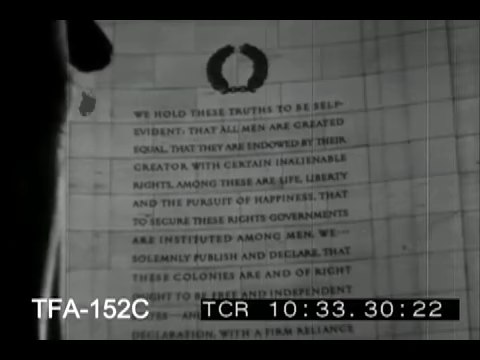 WE HOLD THESE TRUTHS TO BE SELF-
EVIDENT: THAT ALL MEN ARE CREATED
EQUAL, THAT THEY ARE ENDOWED BY THEIR
CREATOR WITH CERTAIN INALIENABLE
RIGHTS, AMONG THESE ARE LIFE, LIBERTY
AND THE PURSUIT OF HAPPINESS, THAT
TO SECURE THESE RIGHTS GOVERNMENTS
ARE INSTITUTED AMONG MEN. WE---
SOLEMNLY PUBLISH AND DECLARE, THAT
THESE COLONIES ARE AND OF RIGHT
OUGHT TO BE FREE AND INDEPENDENT
AND
DECLARATION, WITH A FIRM RELIANCE
TFA-152C
TCR 10:33.30:22